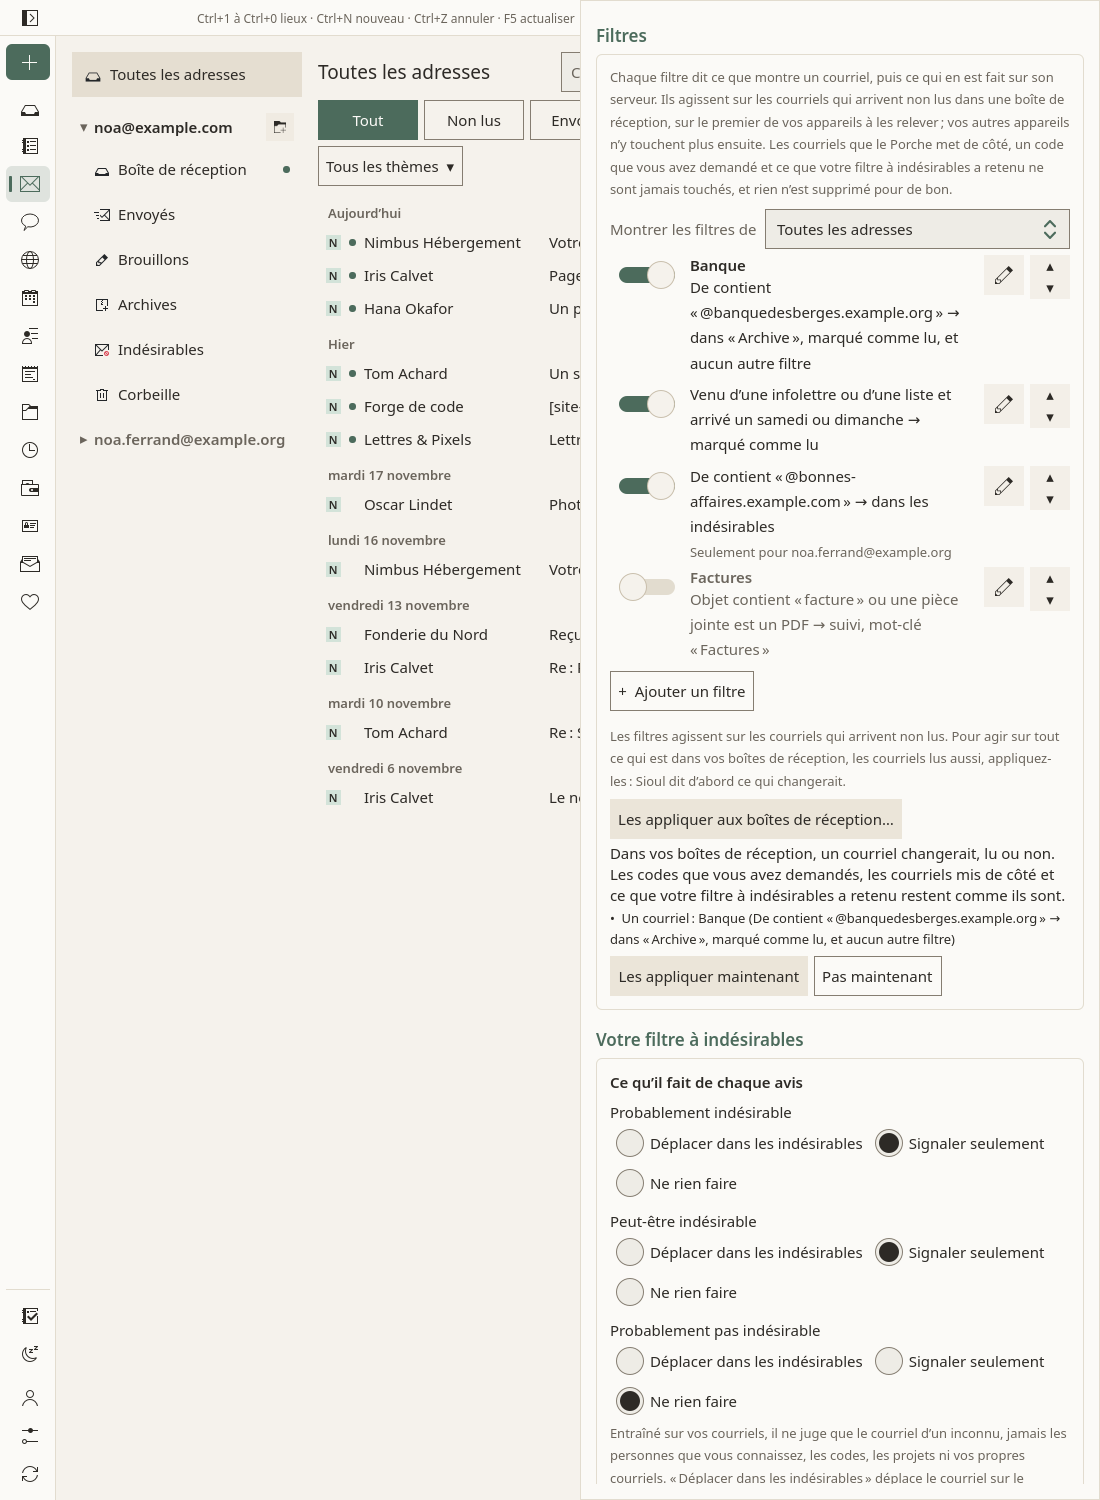 Ctrl+1 à Ctrl+0 lieux · Ctrl+N nouveau · Ctrl+Z annuler · F5 actualiser
Toutes les adresses
▾ noa@example.com
Boîte de réception
Envoyés
Brouillons
Archives
Indésirables
Corbeille
▸ noa.ferrand@example.org
Toutes les adresses
C
Tout
Non lus
Envo
Tous les thèmes ▾
Aujourd’hui
N Nimbus Hébergement Votre
N Iris Calvet Page
N Hana Okafor Un p
Hier
N Tom Achard Un s
N Forge de code [site-
N Lettres & Pixels Lettr
mardi 17 novembre
N Oscar Lindet Phot
lundi 16 novembre
N Nimbus Hébergement Votre
vendredi 13 novembre
N Fonderie du Nord Reçu
N Iris Calvet Re : F
mardi 10 novembre
N Tom Achard Re : S
vendredi 6 novembre
N Iris Calvet Le no
Filtres
Chaque filtre dit ce que montre un courriel, puis ce qui en est fait sur son
serveur. Ils agissent sur les courriels qui arrivent non lus dans une boîte de
réception, sur le premier de vos appareils à les relever ; vos autres appareils
n’y touchent plus ensuite. Les courriels que le Porche met de côté, un code
que vous avez demandé et ce que votre filtre à indésirables a retenu ne
sont jamais touchés, et rien n’est supprimé pour de bon.
Montrer les filtres de
Toutes les adresses
Banque
De contient
« @banquedesberges.example.org » →
dans « Archive », marqué comme lu, et
aucun autre filtre
Venu d’une infolettre ou d’une liste et
arrivé un samedi ou dimanche →
marqué comme lu
De contient « @bonnes-
affaires.example.com » → dans les
indésirables
Seulement pour noa.ferrand@example.org
Factures
Objet contient « facture » ou une pièce
jointe est un PDF → suivi, mot-clé
« Factures »
+ Ajouter un filtre
Les filtres agissent sur les courriels qui arrivent non lus. Pour agir sur tout
ce qui est dans vos boîtes de réception, les courriels lus aussi, appliquez-
les : Sioul dit d’abord ce qui changerait.
Les appliquer aux boîtes de réception…
Dans vos boîtes de réception, un courriel changerait, lu ou non.
Les codes que vous avez demandés, les courriels mis de côté et
ce que votre filtre à indésirables a retenu restent comme ils sont.
• Un courriel : Banque (De contient « @banquedesberges.example.org » →
dans « Archive », marqué comme lu, et aucun autre filtre)
Les appliquer maintenant
Pas maintenant
Votre filtre à indésirables
Ce qu’il fait de chaque avis
Probablement indésirable
Déplacer dans les indésirables
Signaler seulement
Ne rien faire
Peut-être indésirable
Déplacer dans les indésirables
Signaler seulement
Ne rien faire
Probablement pas indésirable
Déplacer dans les indésirables
Signaler seulement
Ne rien faire
Entraîné sur vos courriels, il ne juge que le courriel d’un inconnu, jamais les
personnes que vous connaissez, les codes, les projets ni vos propres
courriels. « Déplacer dans les indésirables » déplace le courriel sur le